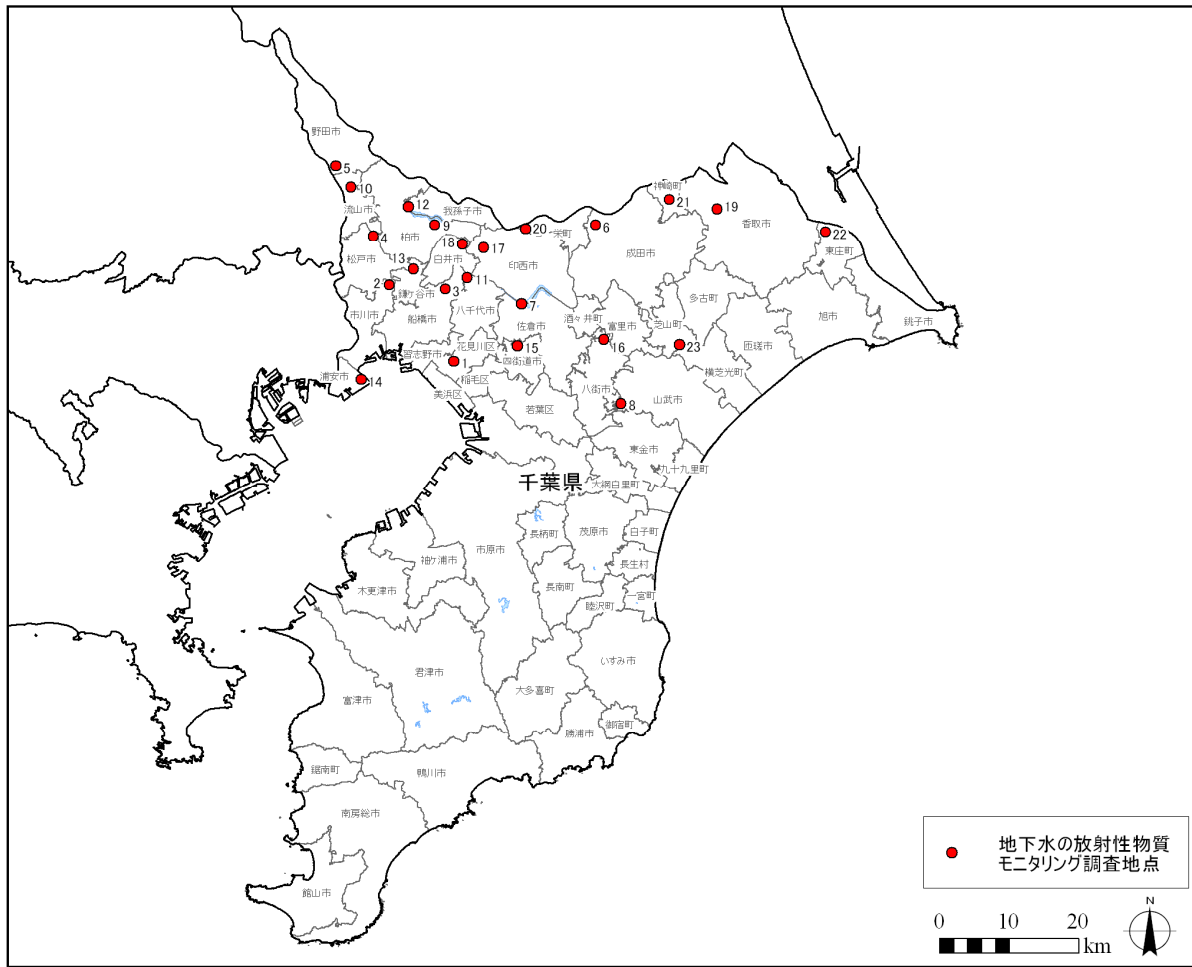 野田市
5
10
神崎町
流山市
12
21
19
我孫子市
香取市
9
20
栄町
6
22
4
柏市
18
17
東庄町
松戸市
白井市
印西市
成田市
13
11
2
鎌ケ谷市
3
多古町
市川市
八千代市
7
船橋市
佐倉市
酒々井町
富里市
芝山町
旭市
銚子市
花見川区
15
16
23
匝瑳市
習志野市
1
四街道市
横芝光町
浦安市
14
稲毛区
美浜区
八街市
8
山武市
若葉区
東金市
九十九里町
千葉県
大網白里町
長柄町
茂原市
白子町
市原市
袖ケ浦市
長生村
木更津市
長南町
一宮町
睦沢町
いすみ市
君津市
大多喜町
富津市
御宿町
勝浦市
鋸南町
鴨川市
南房総市
館山市
地下水の放射性物質
モニタリング調査地点
N
0 10 20
km